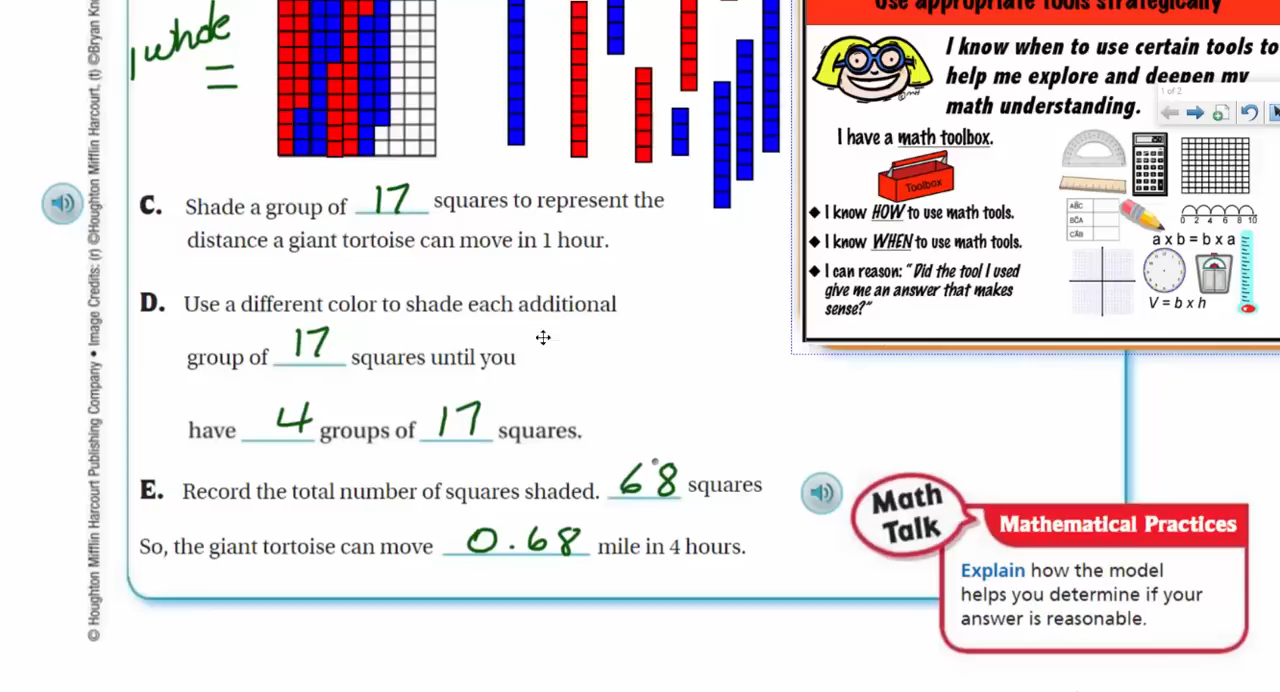 Use appropriate tools strategically
1 whole
=
I know when to use certain tools to
help me explore and deepen my
math understanding.
1 of 2
I have a math toolbox.
Toolbox
◆ I know HOW to use math tools.
◆ I know WHEN to use math tools.
◆ I can reason: "Did the tool I used
give me an answer that makes
sense?"
ABC
BCA
CAB
0 2 4 6 8 10
a x b = b x a
V = b x h
C. Shade a group of 17 squares to represent the
distance a giant tortoise can move in 1 hour.
D. Use a different color to shade each additional
group of 17 squares until you
have 4 groups of 17 squares.
E. Record the total number of squares shaded. 68 squares
So, the giant tortoise can move 0.68 mile in 4 hours.
Math
Talk
Mathematical Practices
Explain how the model
helps you determine if your
answer is reasonable.
© Houghton Mifflin Harcourt Publishing Company • Image Credits: (r) ©Houghton Mifflin Harcourt, (t) ©Bryan